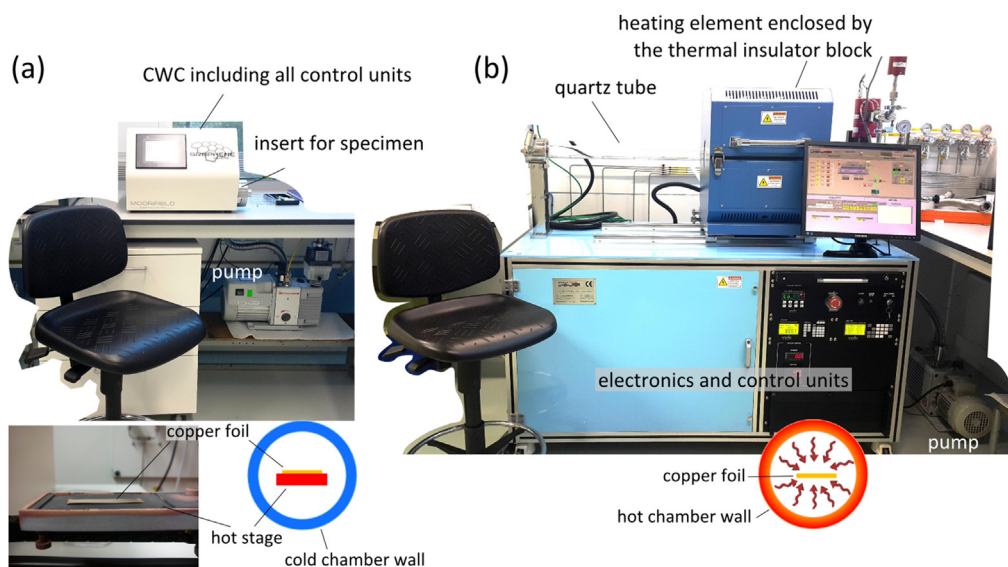 (a)
CWC including all control units
insert for specimen
GRAPHENE
MOORFIELD
pump
copper foil
hot stage
cold chamber wall
(b)
heating element enclosed by
the thermal insulator block
quartz tube
electronics and control units
pump
copper foil
hot chamber wall